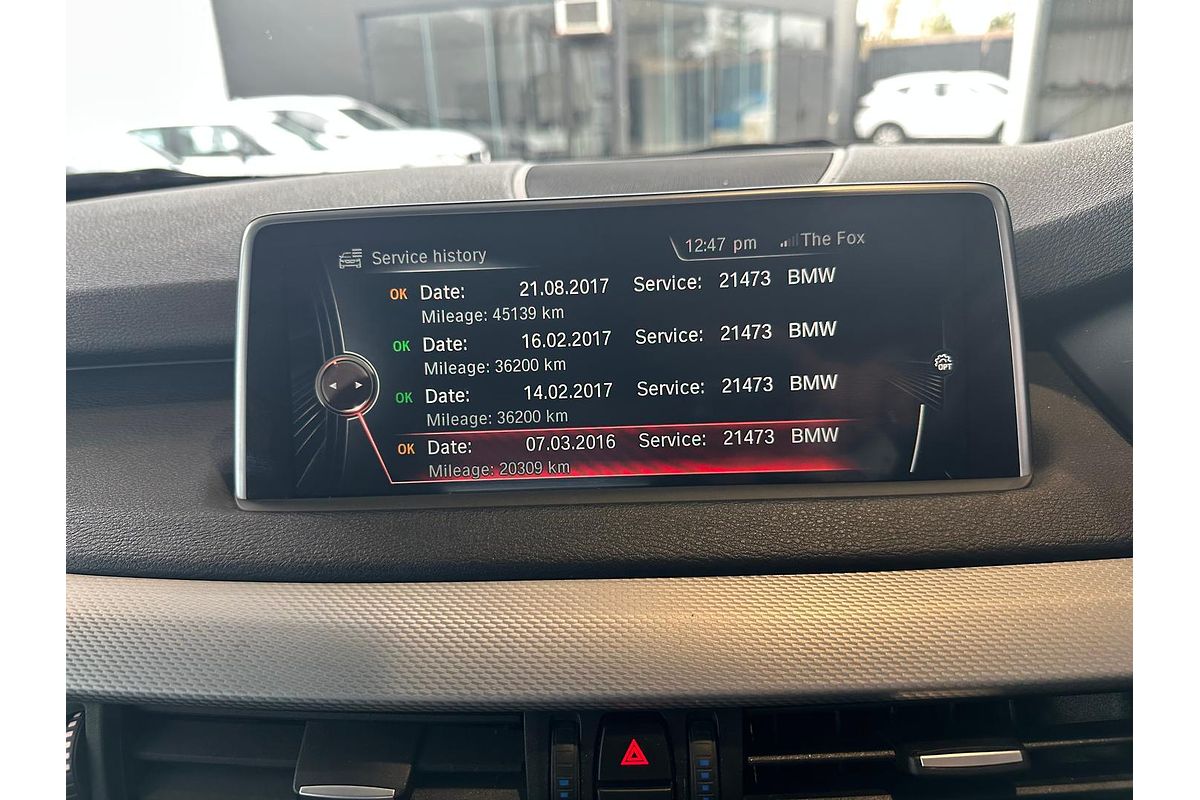 Service history 12:47 pm The Fox
OK Date: 21.08.2017 Service: 21473 BMW
Mileage: 45139 km
OK Date: 16.02.2017 Service: 21473 BMW
Mileage: 36200 km
OK Date: 14.02.2017 Service: 21473 BMW
Mileage: 36200 km
OPT
OK Date: 07.03.2016 Service: 21473 BMW
Mileage: 20309 km